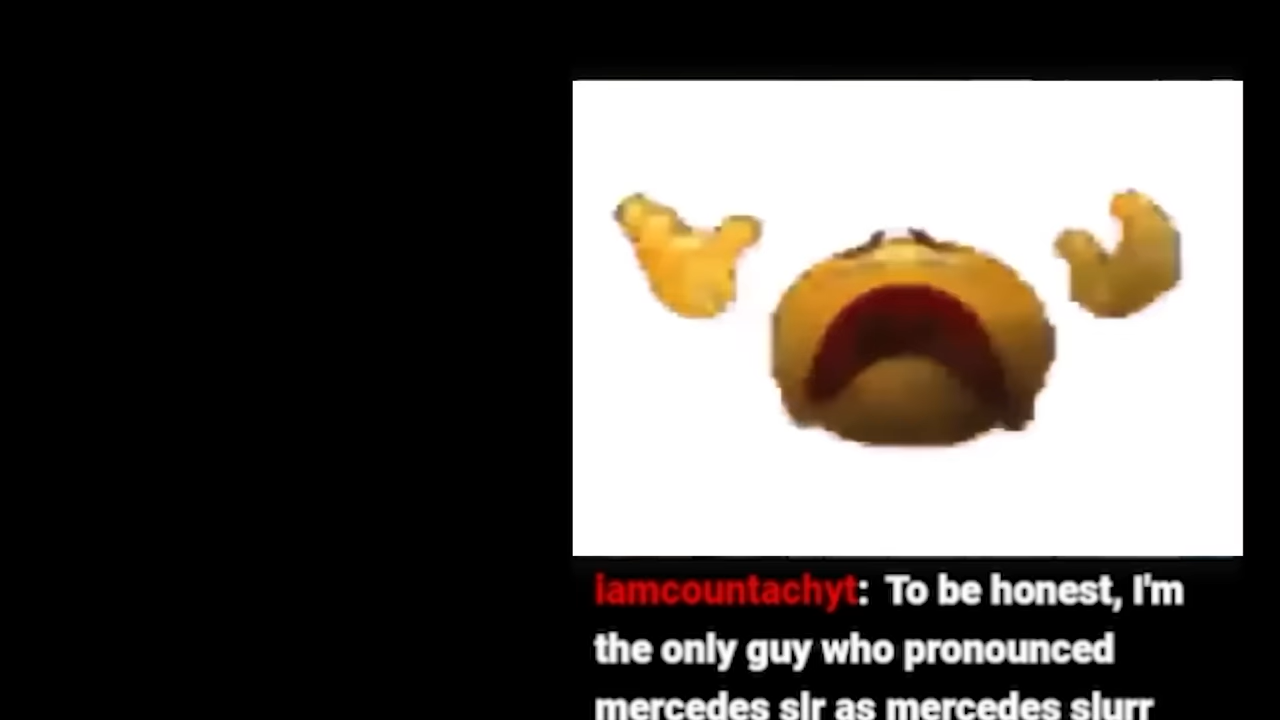 iamcountachyt: To be honest, I'm
the only guy who pronounced
mercedes slr as mercedes slurr